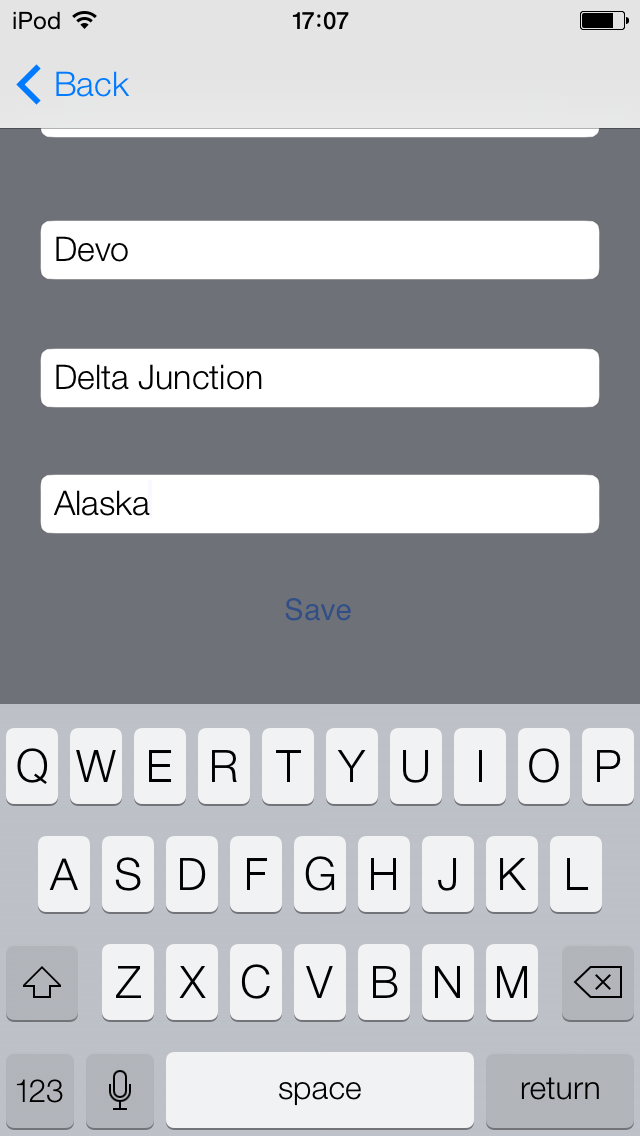 iPod 17:07
Back
Devo
Delta Junction
Alaska
Save
Q W E R T Y U I O P
A S D F G H J K L
Z X C V B N M
123 space return